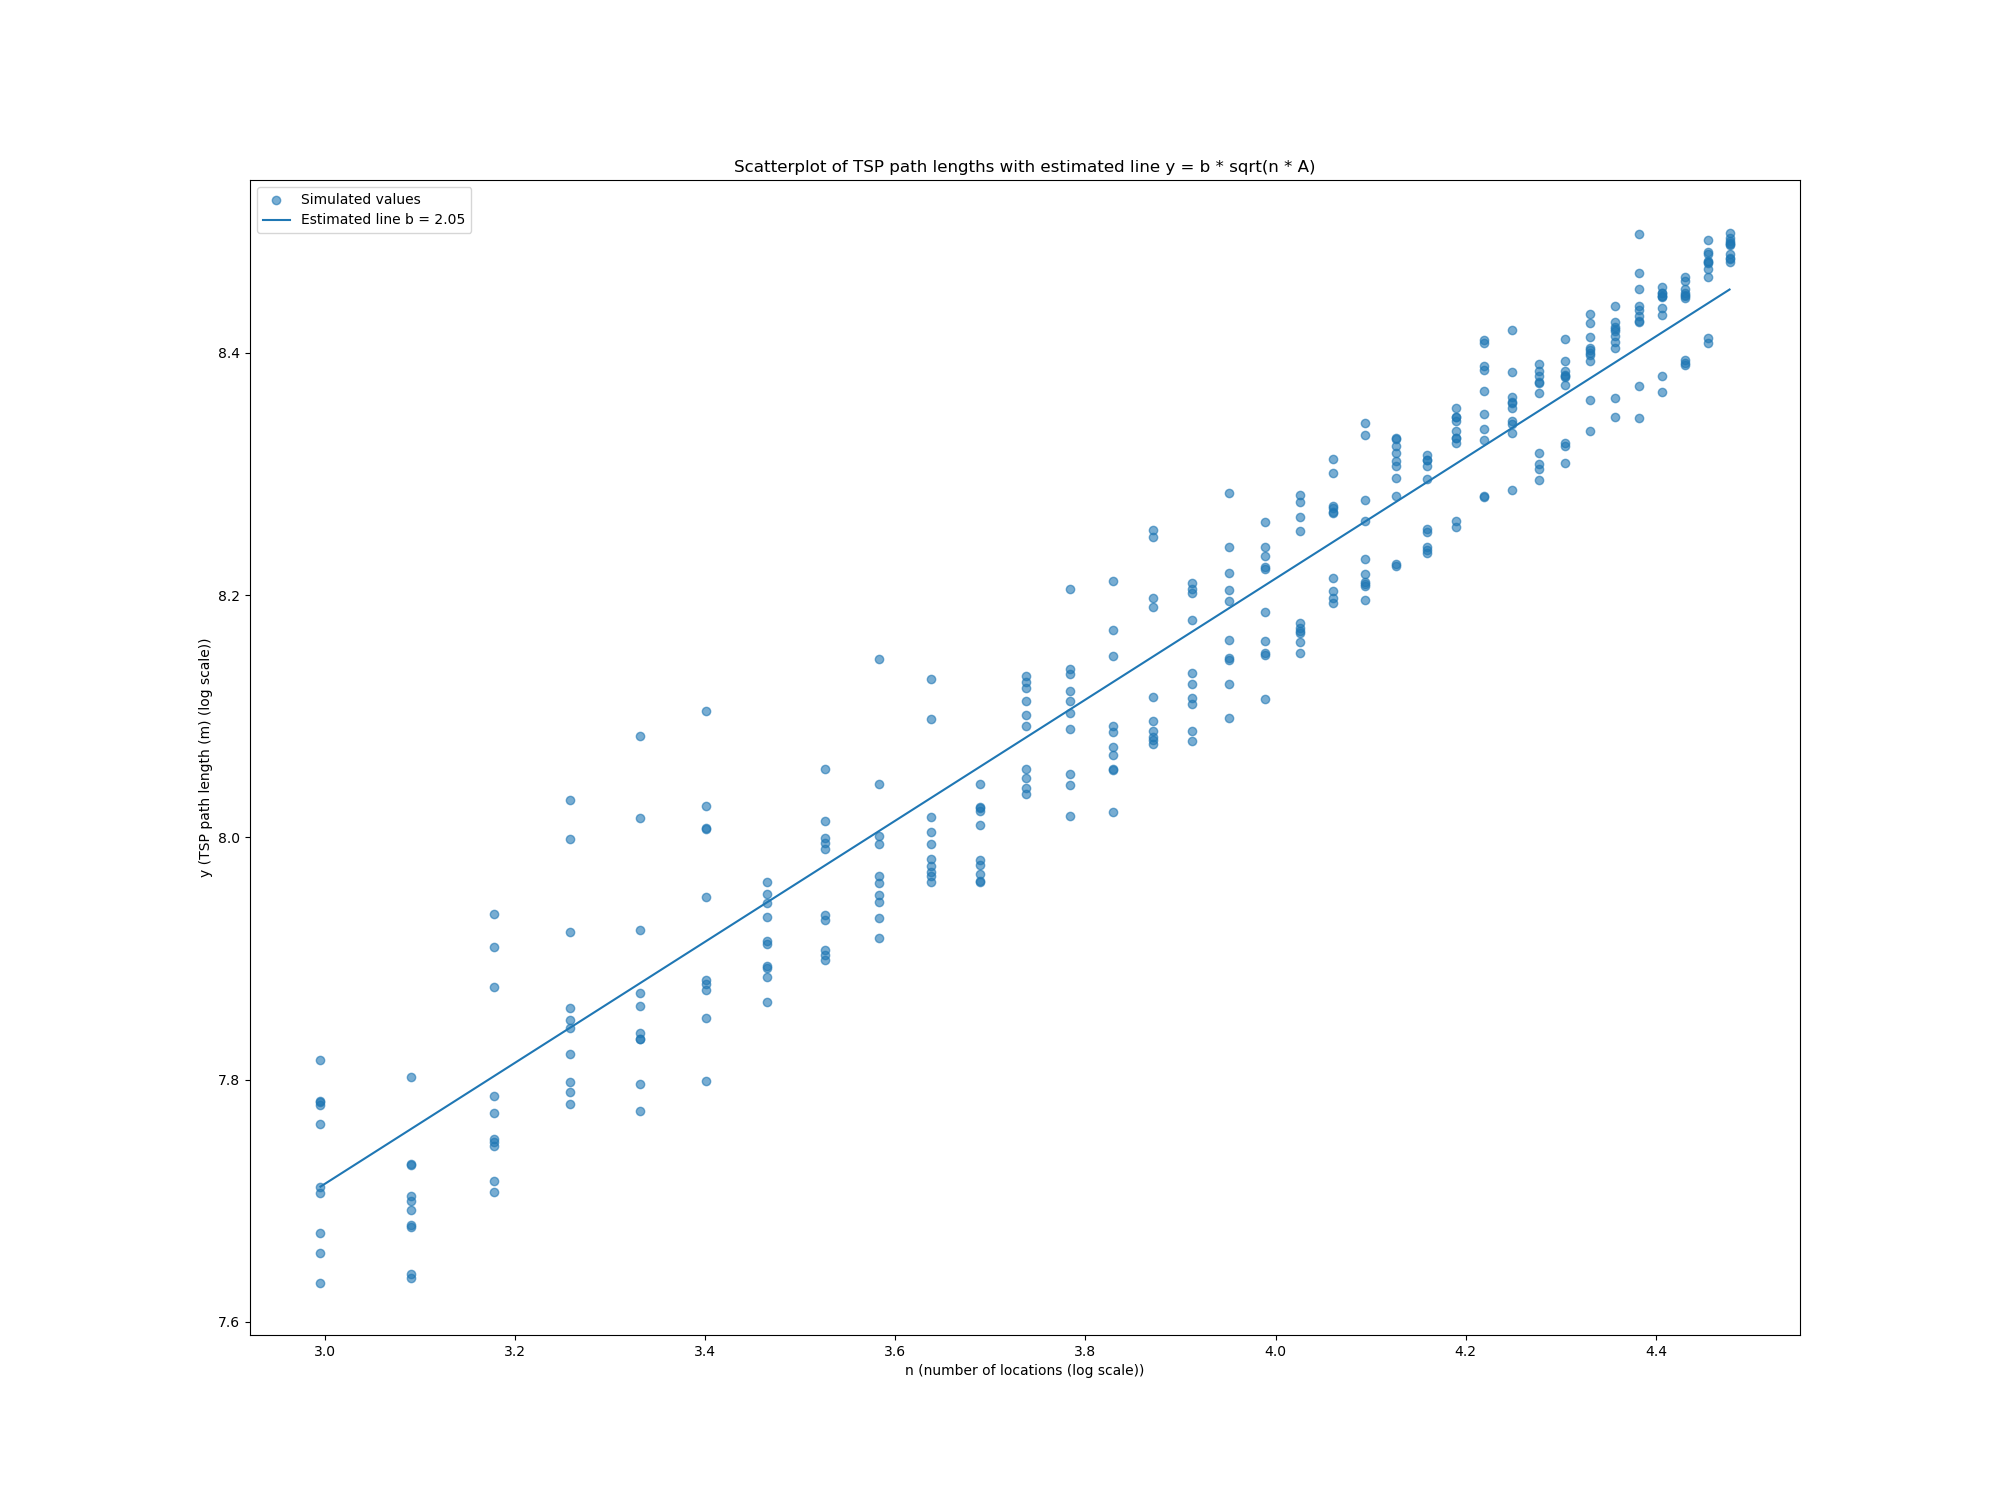 Scatterplot of TSP path lengths with estimated line y = b * sqrt(n * A)
Simulated values
Estimated line b = 2.05
8.4
8.2
8.0
7.8
7.6
y (TSP path length (m) (log scale))
3.0 3.2 3.4 3.6 3.8 4.0 4.2 4.4
n (number of locations (log scale))